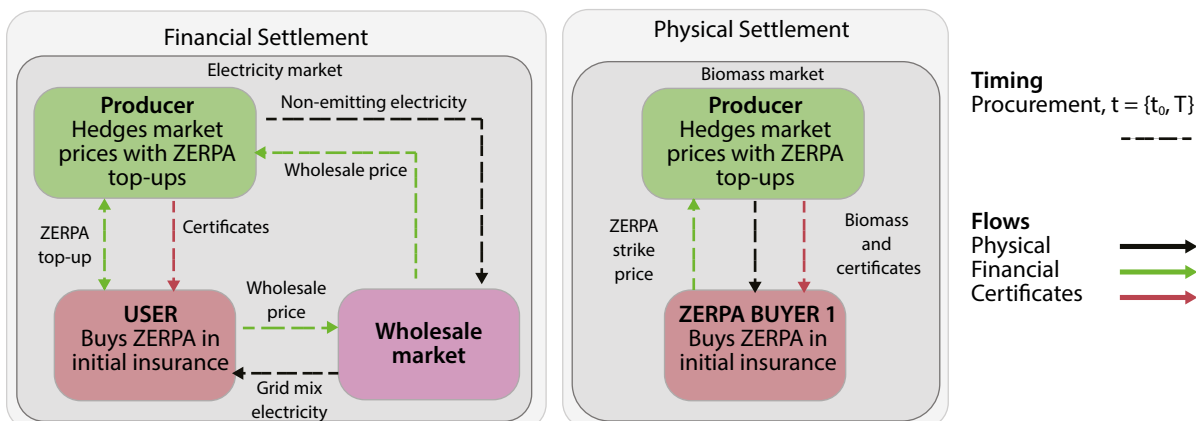 Financial Settlement
Electricity market
Producer
Hedges market
prices with ZERPA
top-ups
Non-emitting electricity
Wholesale price
ZERPA
top-up
Certificates
USER
Buys ZERPA in
initial insurance
Wholesale
price
Wholesale
market
Grid mix
electricity
Physical Settlement
Biomass market
Producer
Hedges market
prices with ZERPA
top-ups
ZERPA
strike
price
Biomass
and
certificates
ZERPA BUYER 1
Buys ZERPA in
initial insurance
Timing
Procurement, t = {t₀, T}
Flows
Physical
Financial
Certificates